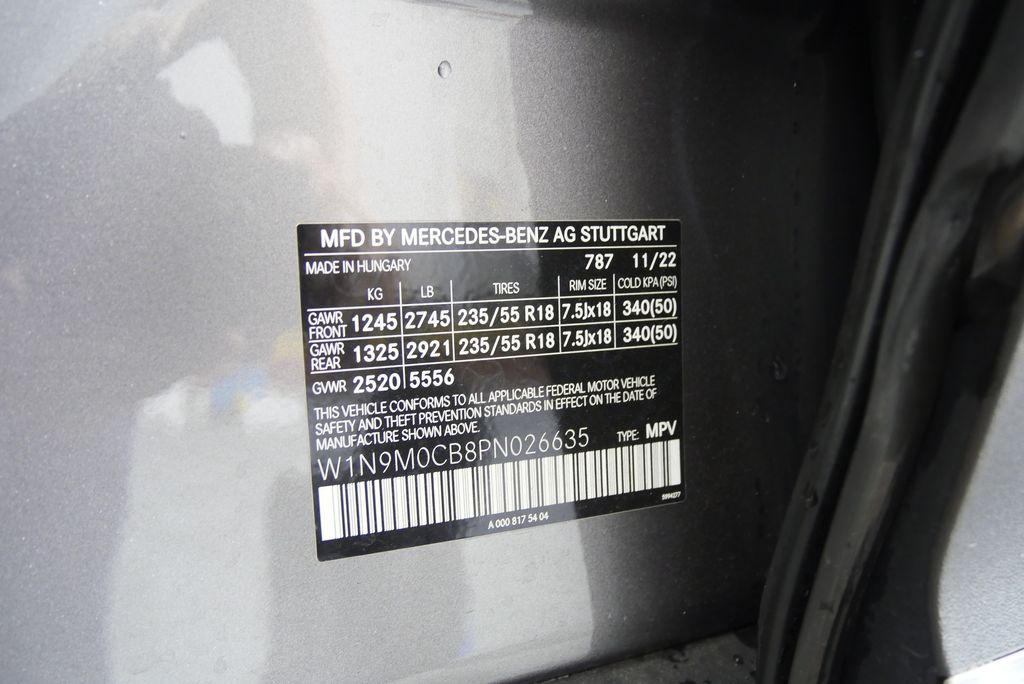 MFD BY MERCEDES-BENZ AG STUTTGART
MADE IN HUNGARY 787 11/22
KG LB TIRES RIM SIZE COLD KPA(PSI)
GAWR FRONT 1245 2745 235/55 R18 7.5Jx18 340(50)
GAWR REAR 1325 2921 235/55 R18 7.5Jx18 340(50)
GVWR 2520 5556
THIS VEHICLE CONFORMS TO ALL APPLICABLE FEDERAL MOTOR VEHICLE
SAFETY AND THEFT PREVENTION STANDARDS IN EFFECT ON THE DATE OF
MANUFACTURE SHOWN ABOVE.
W1N9M0CB8PN026635 TYPE: MPV
A 000 817 54 04